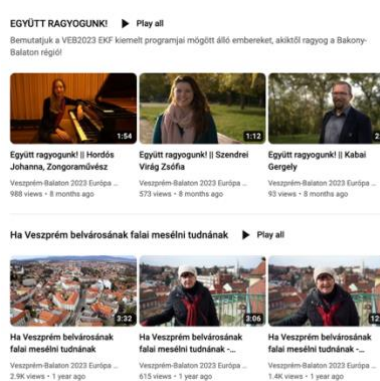 EGYÜTT RAGYOGUNK! Play all
Bemutatjuk a VEB2023 EKF kiemelt programjai mögött álló embereket, akiktől ragyog a Bakony-
Balaton régió!
1:54
1:12
Együtt ragyogunk! || Hordós
Johanna, Zongoraművész
Veszprém-Balaton 2023 Európa ...
988 views • 8 months ago
Együtt ragyogunk! || Szendrei
Virág Zsófia
Veszprém-Balaton 2023 Európa ...
573 views • 8 months ago
Együtt ragyogunk! || Kabai
Gergely
Veszprém-Balaton 2023 Európa ...
93 views • 8 months ago
Ha Veszprém belvárosának falai mesélni tudnának Play all
3:32
3:06
12
Ha Veszprém belvárosának
falai mesélni tudnának
Veszprém-Balaton 2023 Európa ...
2.9K views • 1 year ago
Ha Veszprém belvárosának
falai mesélni tudnának -...
Veszprém-Balaton 2023 Európa ...
615 views • 1 year ago
Ha Veszprém belvárosának
falai mesélni tudnának -...
Veszprém-Balaton 2023 Európa ...
1.4K views • 1 year ago